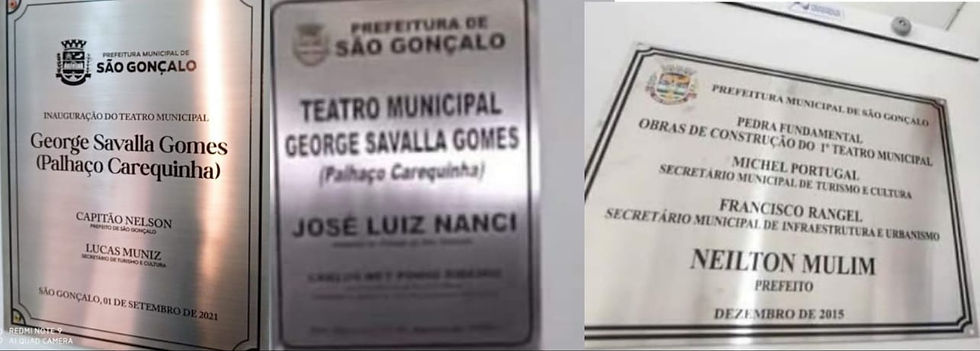 PREFEITURA MUNICIPAL DE
SÃO GONÇALO
INAUGURAÇÃO DO TEATRO MUNICIPAL
George Savalla Gomes
(Palhaço Carequinha)
CAPITÃO NELSON
PREFEITO DE SÃO GONÇALO
LUCAS MUNIZ
SECRETÁRIO DE TURISMO E CULTURA
SÃO GONÇALO, 01 DE SETEMBRO DE 2021
REDMI NOTE 9
AI QUAD CAMERA
PREFEITURA DE
SÃO GONÇALO
TEATRO MUNICIPAL
GEORGE SAVALLA GOMES
(Palhaço Carequinha)
JOSÉ LUIZ NANCI
PREFEITURA MUNICIPAL DE SÃO GONÇALO
PEDRA FUNDAMENTAL
OBRAS DE CONSTRUÇÃO DO 1º TEATRO MUNICIPAL
MICHEL PORTUGAL
SECRETÁRIO MUNICIPAL DE TURISMO E CULTURA
FRANCISCO RANGEL
SECRETÁRIO MUNICIPAL DE INFRAESTRUTURA E URBANISMO
NEILTON MULIM
PREFEITO
DEZEMBRO DE 2015